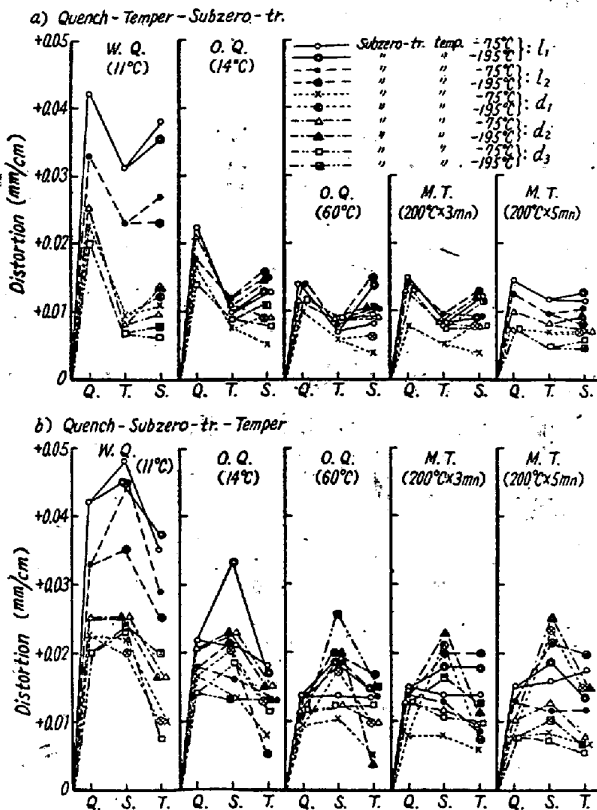 a) Quench-Temper-Subzero-tr.
+0.05
W. Q.
(11°C)
O. Q.
(14°C)
Subzero-tr. temp. -75°C
" " -195°C }: l₁
" " -75°C
" " -195°C }: l₂
" " -75°C
" " -195°C }: d₁
" " -75°C
" " -195°C }: d₂
" " -75°C
" " -195°C }: d₃
+0.04
+0.03
+0.02
+0.01
0
Distortion (mm/cm)
O. Q.
(60°C)
M. T.
(200°C×3mn)
M. T.
(200°C×5mn)
Q. T. S. Q. T. S. Q. T. S. Q. T. S. Q. T. S.
b) Quench-Subzero-tr.-Temper
+0.05
W. Q.
(11°C)
O. Q.
(14°C)
O. Q.
(60°C)
M. T.
(200°C×3mn)
M. T.
(200°C×5mn)
+0.04
+0.03
+0.02
+0.01
0
Distortion (mm/cm)
Q. S. T. Q. S. T. Q. S. T. Q. S. T. Q. S. T.